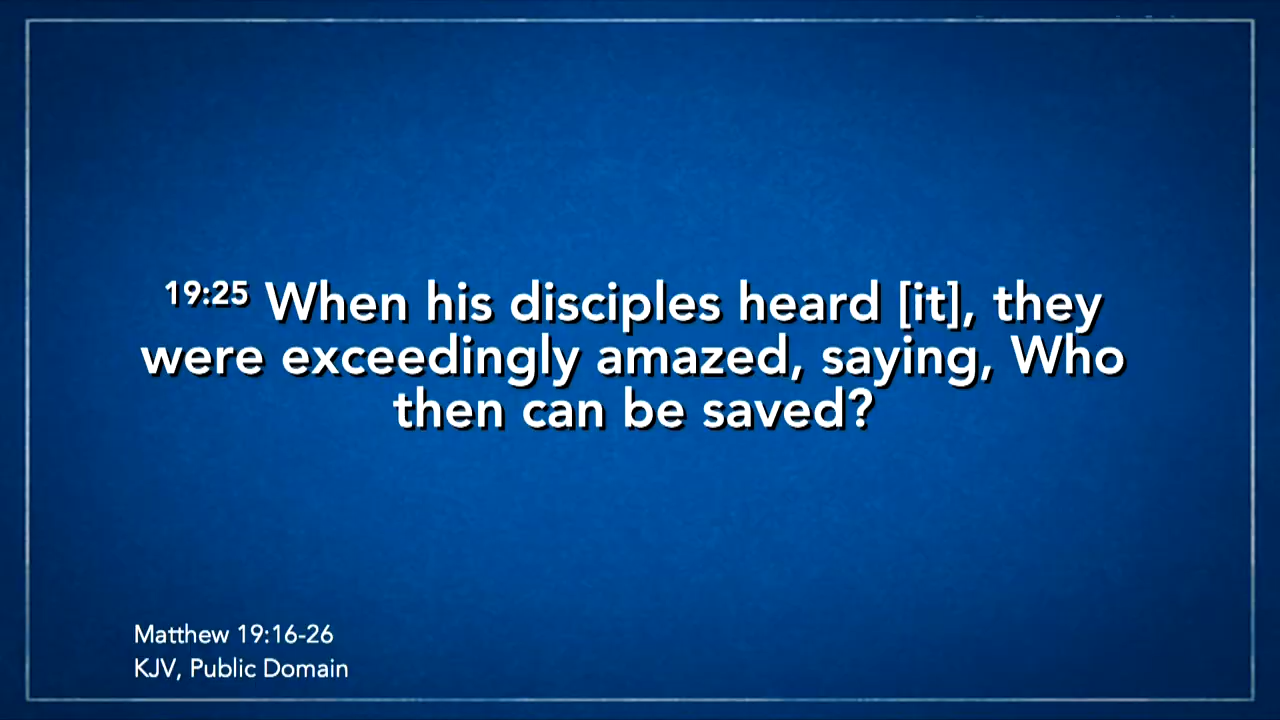 19:25 When his disciples heard [it], they
were exceedingly amazed, saying, Who
then can be saved?
Matthew 19:16-26
KJV, Public Domain